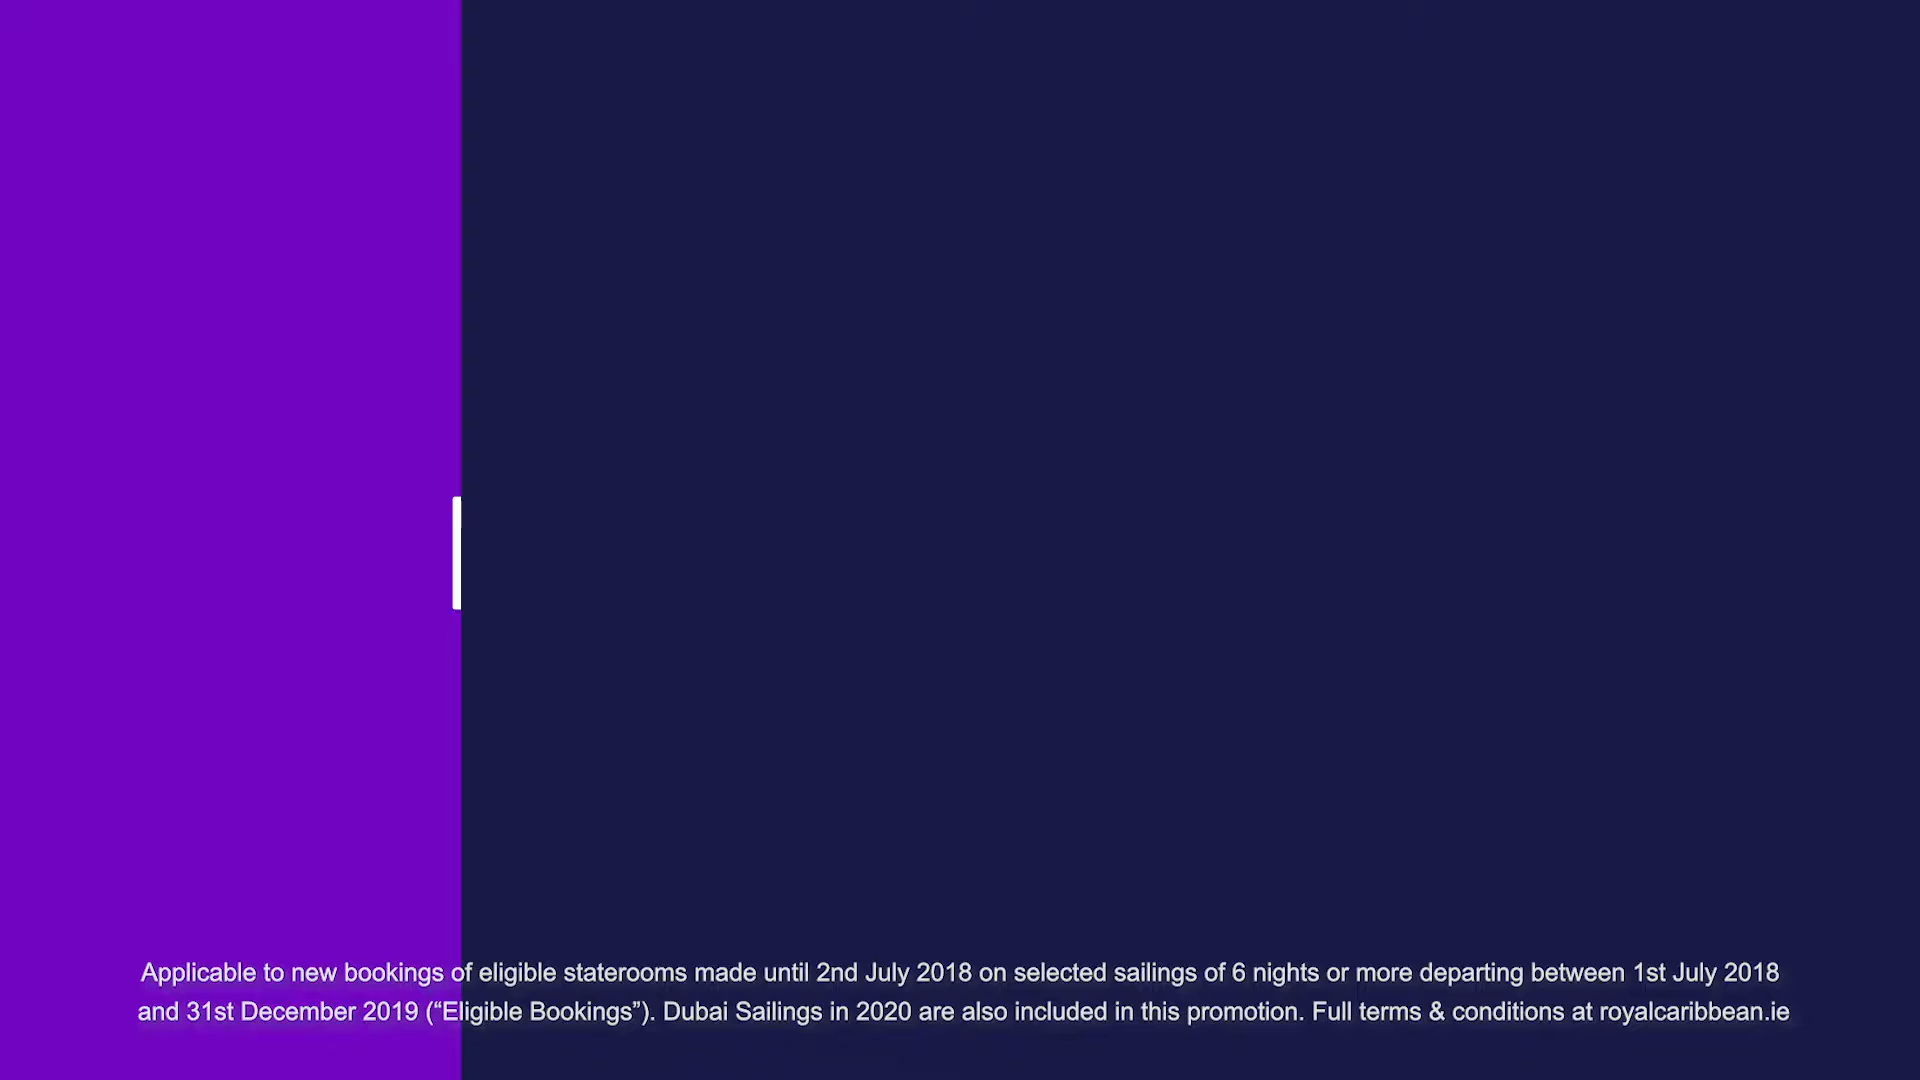 Applicable to new bookings of eligible staterooms made until 2nd July 2018 on selected sailings of 6 nights or more departing between 1st July 2018
and 31st December 2019 (“Eligible Bookings”). Dubai Sailings in 2020 are also included in this promotion. Full terms & conditions at royalcaribbean.ie